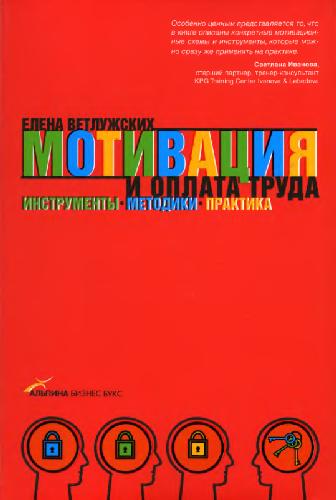 Особенно ценным представляется то, что
в книге описаны конкретные мотивацион-
ные схемы и инструменты, которые мож-
но сразу же применять на практике.
Светлана Иванова,
старший партнер, тренер-консультант
KPG Training Center Ivanova & Lebedeva
ЕЛЕНА ВЕТЛУЖСКИХ
МОТИВАЦИЯ
И ОПЛАТА ТРУДА
ИНСТРУМЕНТЫ · МЕТОДИКИ · ПРАКТИКА
АЛЬПИНА БИЗНЕС БУКС